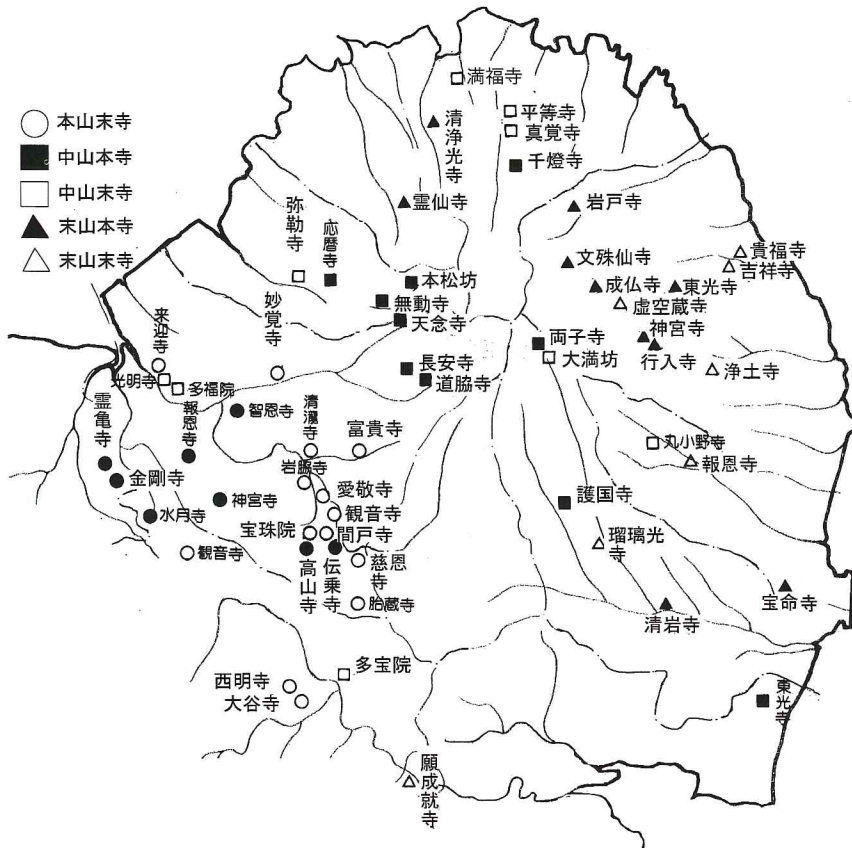 本山末寺
中山本寺
中山末寺
末山本寺
末山末寺
満福寺
清浄光寺
平等寺
真覚寺
千燈寺
霊仙寺
岩戸寺
弥勒寺
応暦寺
本松坊
無動寺
天念寺
文殊仙寺
成仏寺
虚空蔵寺
東光寺
貴福寺
吉祥寺
神宮寺
行入寺
両子寺
大満坊
浄土寺
来迎寺
妙覚寺
長安寺
道脇寺
光明寺
多福院
霊亀寺
報恩寺
智恩寺
清瀧寺
富貴寺
丸小野寺
報恩寺
金剛寺
神宮寺
岩脇寺
愛敬寺
観音寺
水月寺
宝珠院
間戸寺
護国寺
瑠璃光
寺
観音寺
高山寺
伝乗寺
慈恩寺
胎蔵寺
清岩寺
宝命寺
西明寺
大谷寺
多宝院
東光寺
願成就寺